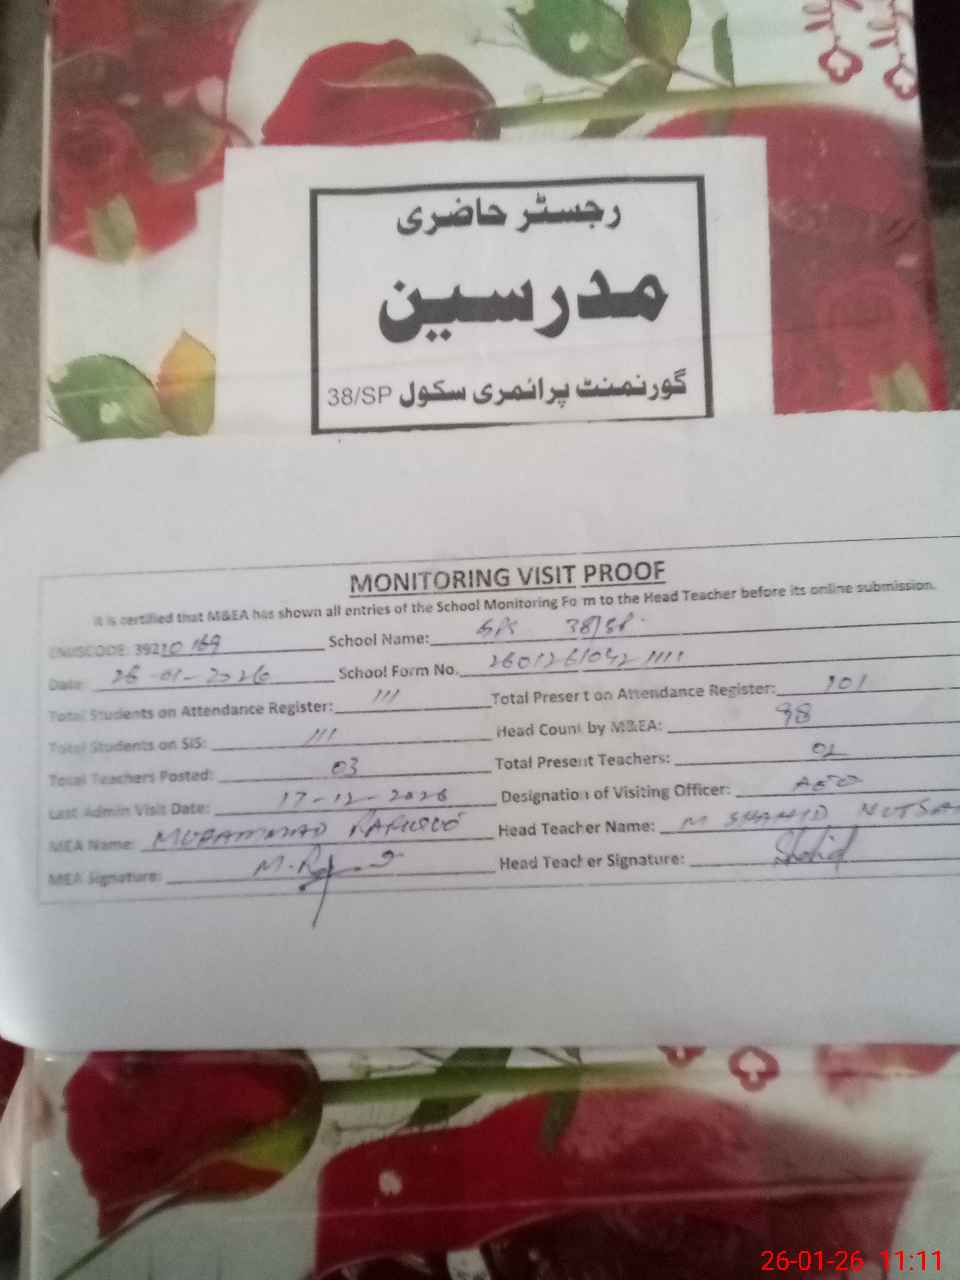 رجسٹر حاضری
مدرسین
گورنمنٹ پرائمری سکول 38/SP
MONITORING VISIT PROOF
It is certified that M&EA has shown all entries of the School Monitoring Form to the Head Teacher before its online submission.
EMISCODE: 39210169 School Name: GPS 38/SP.
Date: 26-01-2026 School Form No. 2601261042 1111
Total Students on Attendance Register: 111 Total Present on Attendance Register: 101
Total Students on SIS: 111 Head Count by M&EA: 98
Total Teachers Posted: 03 Total Present Teachers: 02
Last Admin Visit Date: 17-12-2026 Designation of Visiting Officer: AEO
MEA Name: MUHAMMAD Head Teacher Name: M SHAHID
MEA Signature: Head Teacher Signature: Shahid
26-01-26 11:11